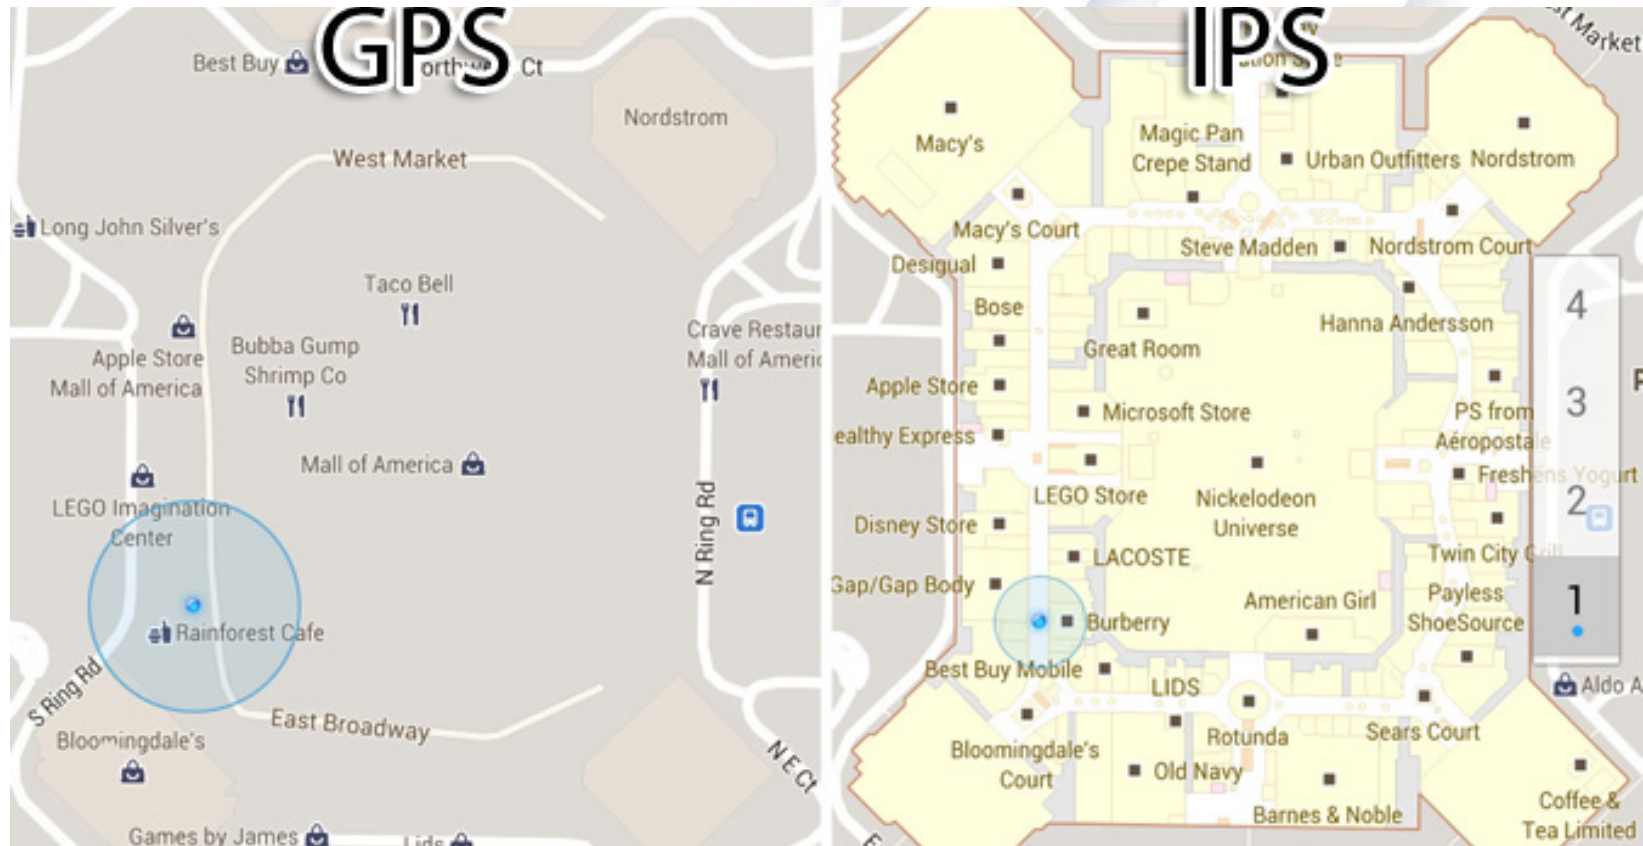 GPS
Best Buy
Ct
Nordstrom
West Market
Long John Silver's
Taco Bell
Apple Store
Mall of America
Bubba Gump
Shrimp Co
Crave Restaur
Mall of Americ
Mall of America
LEGO Imagination
Center
N Ring Rd
Rainforest Cafe
S Ring Rd
East Broadway
Bloomingdale's
N E Ct
Games by James
Lids
IPS
Market
Macy's
Magic Pan
Crepe Stand
Urban Outfitters
Nordstrom
Macy's Court
Steve Madden
Nordstrom Court
Desigual
Bose
Hanna Andersson
Great Room
4
Apple Store
Microsoft Store
PS from
Aéropostale
3
ealthy Express
LEGO Store
Nickelodeon
Universe
Freshens Yogurt
2
Disney Store
LACOSTE
Twin City Grill
Gap/Gap Body
American Girl
Payless
ShoeSource
1
Burberry
Best Buy Mobile
LIDS
Aldo A
Bloomingdale's
Court
Rotunda
Sears Court
Old Navy
Barnes & Noble
Coffee &
Tea Limited